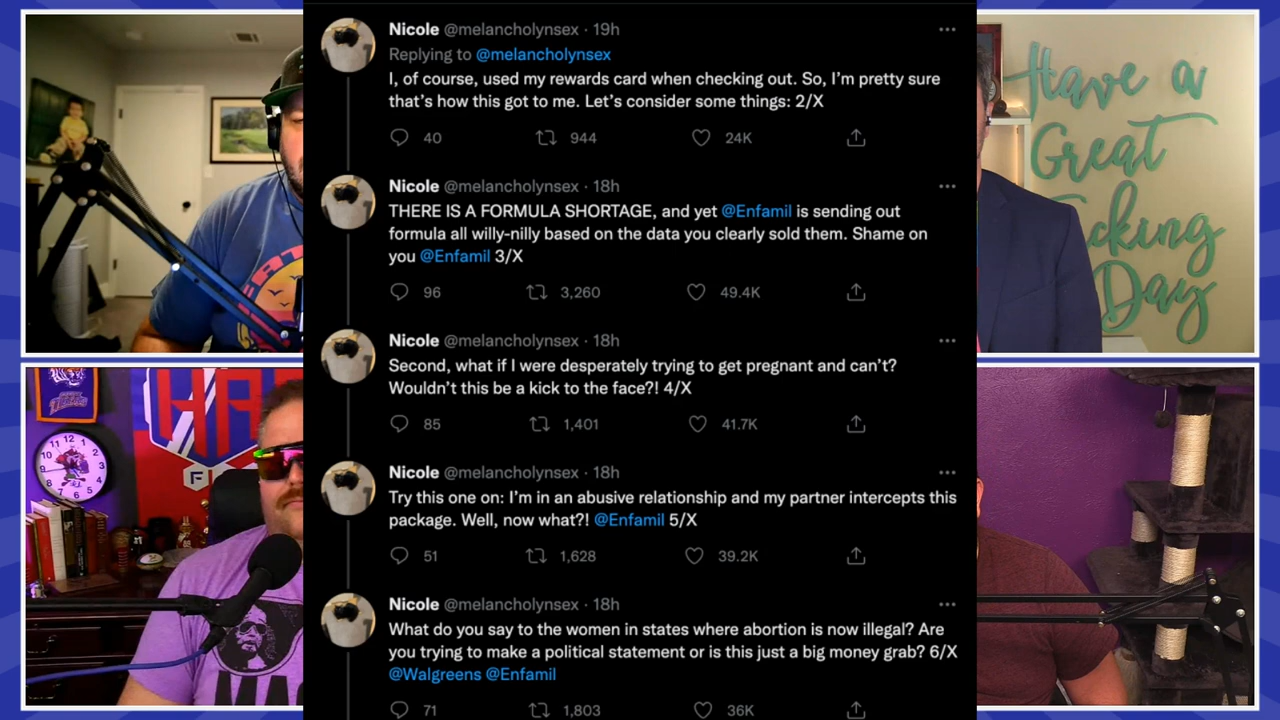 Nicole @melancholynsex · 19h
Replying to @melancholynsex
I, of course, used my rewards card when checking out. So, I'm pretty sure
that's how this got to me. Let's consider some things: 2/X
40 944 24K
Nicole @melancholynsex · 18h
THERE IS A FORMULA SHORTAGE, and yet @Enfamil is sending out
formula all willy-nilly based on the data you clearly sold them. Shame on
you @Enfamil 3/X
96 3,260 49.4K
Nicole @melancholynsex · 18h
Second, what if I were desperately trying to get pregnant and can't?
Wouldn't this be a kick to the face?! 4/X
85 1,401 41.7K
Nicole @melancholynsex · 18h
Try this one on: I'm in an abusive relationship and my partner intercepts this
package. Well, now what?! @Enfamil 5/X
51 1,628 39.2K
Nicole @melancholynsex · 18h
What do you say to the women in states where abortion is now illegal? Are
you trying to make a political statement or is this just a big money grab? 6/X
@Walgreens @Enfamil
71 1,803 36K
Have a
Great
cking
Day
HA
F